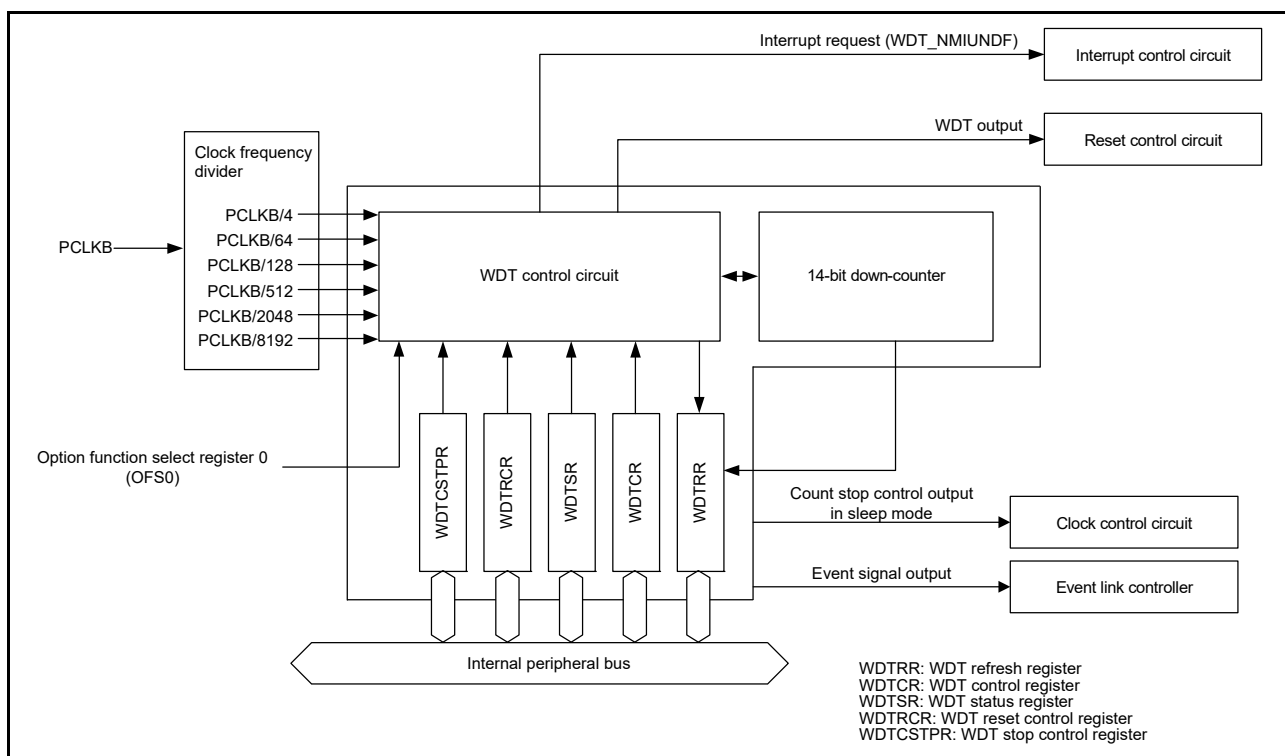 Interrupt request (WDT_NMIUNDF)
Interrupt control circuit
WDT output
Reset control circuit
Clock frequency
divider
PCLKB/4
PCLKB/64
PCLKB/128
PCLKB/512
PCLKB/2048
PCLKB/8192
PCLKB
WDT control circuit
14-bit down-counter
Option function select register 0
(OFS0)
WDTCSTPR
WDTRCR
WDTSR
WDTCR
WDTRR
Count stop control output
in sleep mode
Clock control circuit
Event signal output
Event link controller
Internal peripheral bus
WDTRR: WDT refresh register
WDTCR: WDT control register
WDTSR: WDT status register
WDTRCR: WDT reset control register
WDTCSTPR: WDT stop control register